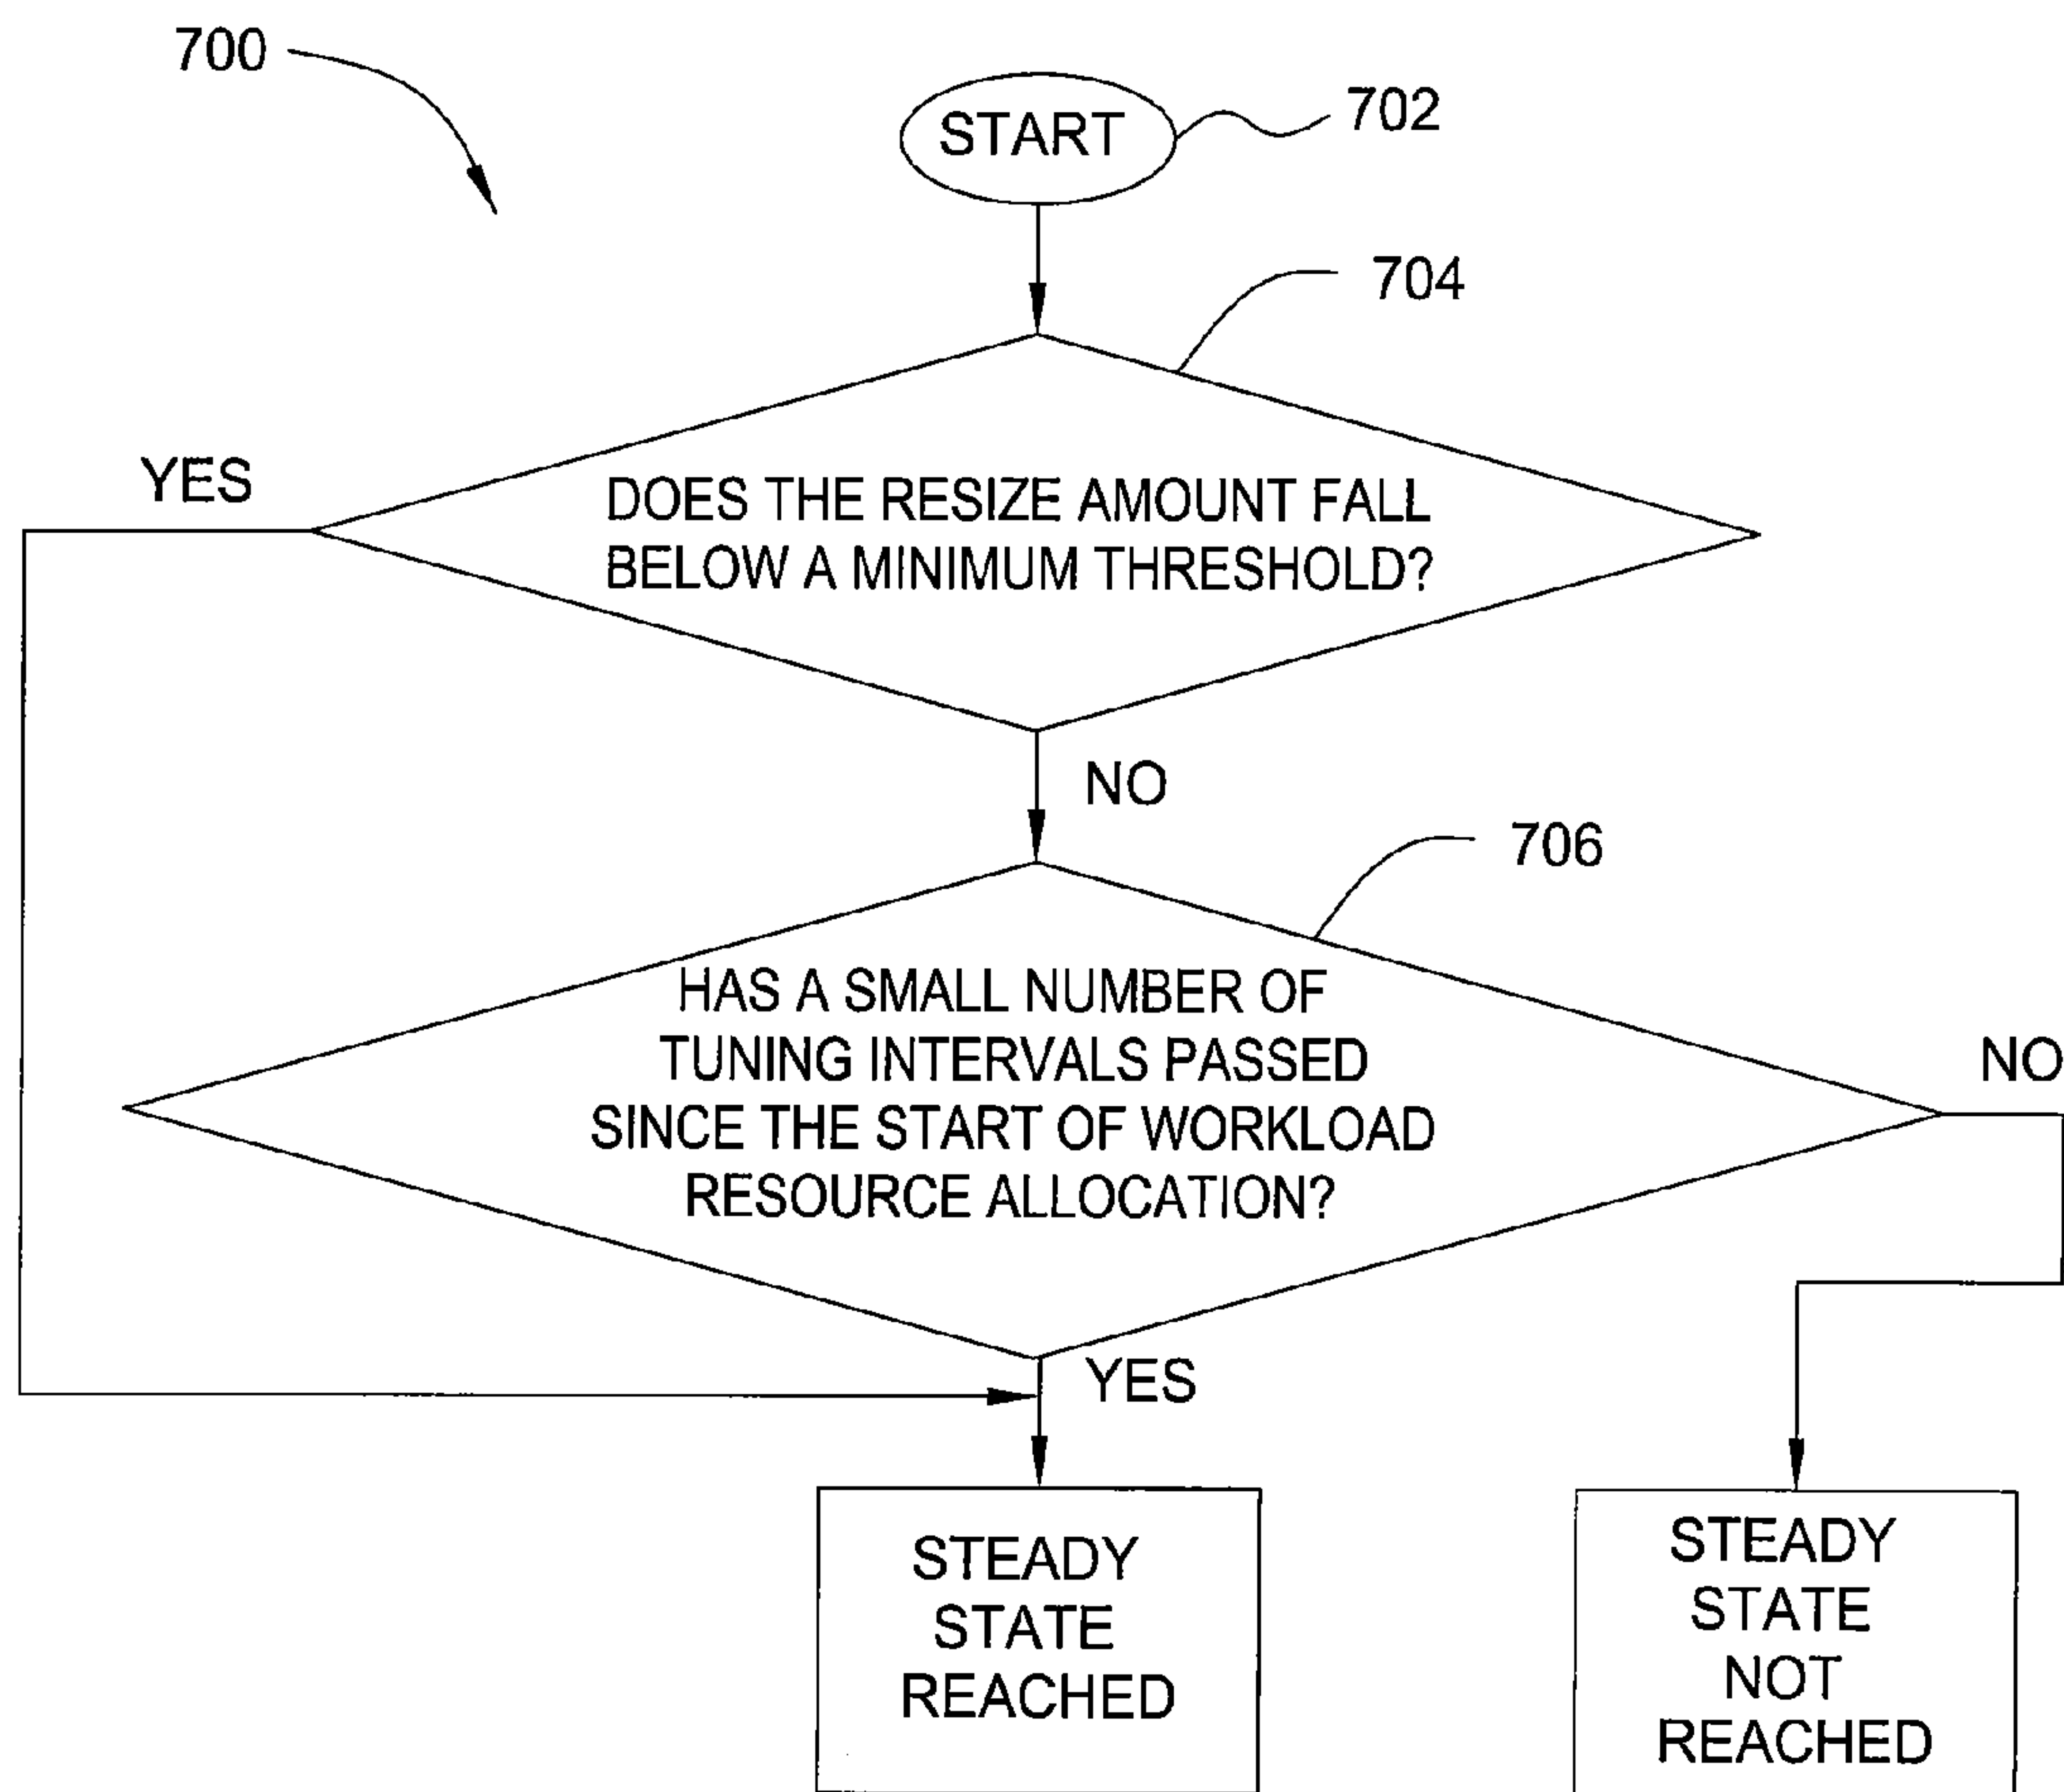 700
START
702
704
YES
DOES THE RESIZE AMOUNT FALL
BELOW A MINIMUM THRESHOLD?
NO
706
HAS A SMALL NUMBER OF
TUNING INTERVALS PASSED
SINCE THE START OF WORKLOAD
RESOURCE ALLOCATION?
NO
YES
STEADY
STATE
REACHED
STEADY
STATE
NOT
REACHED